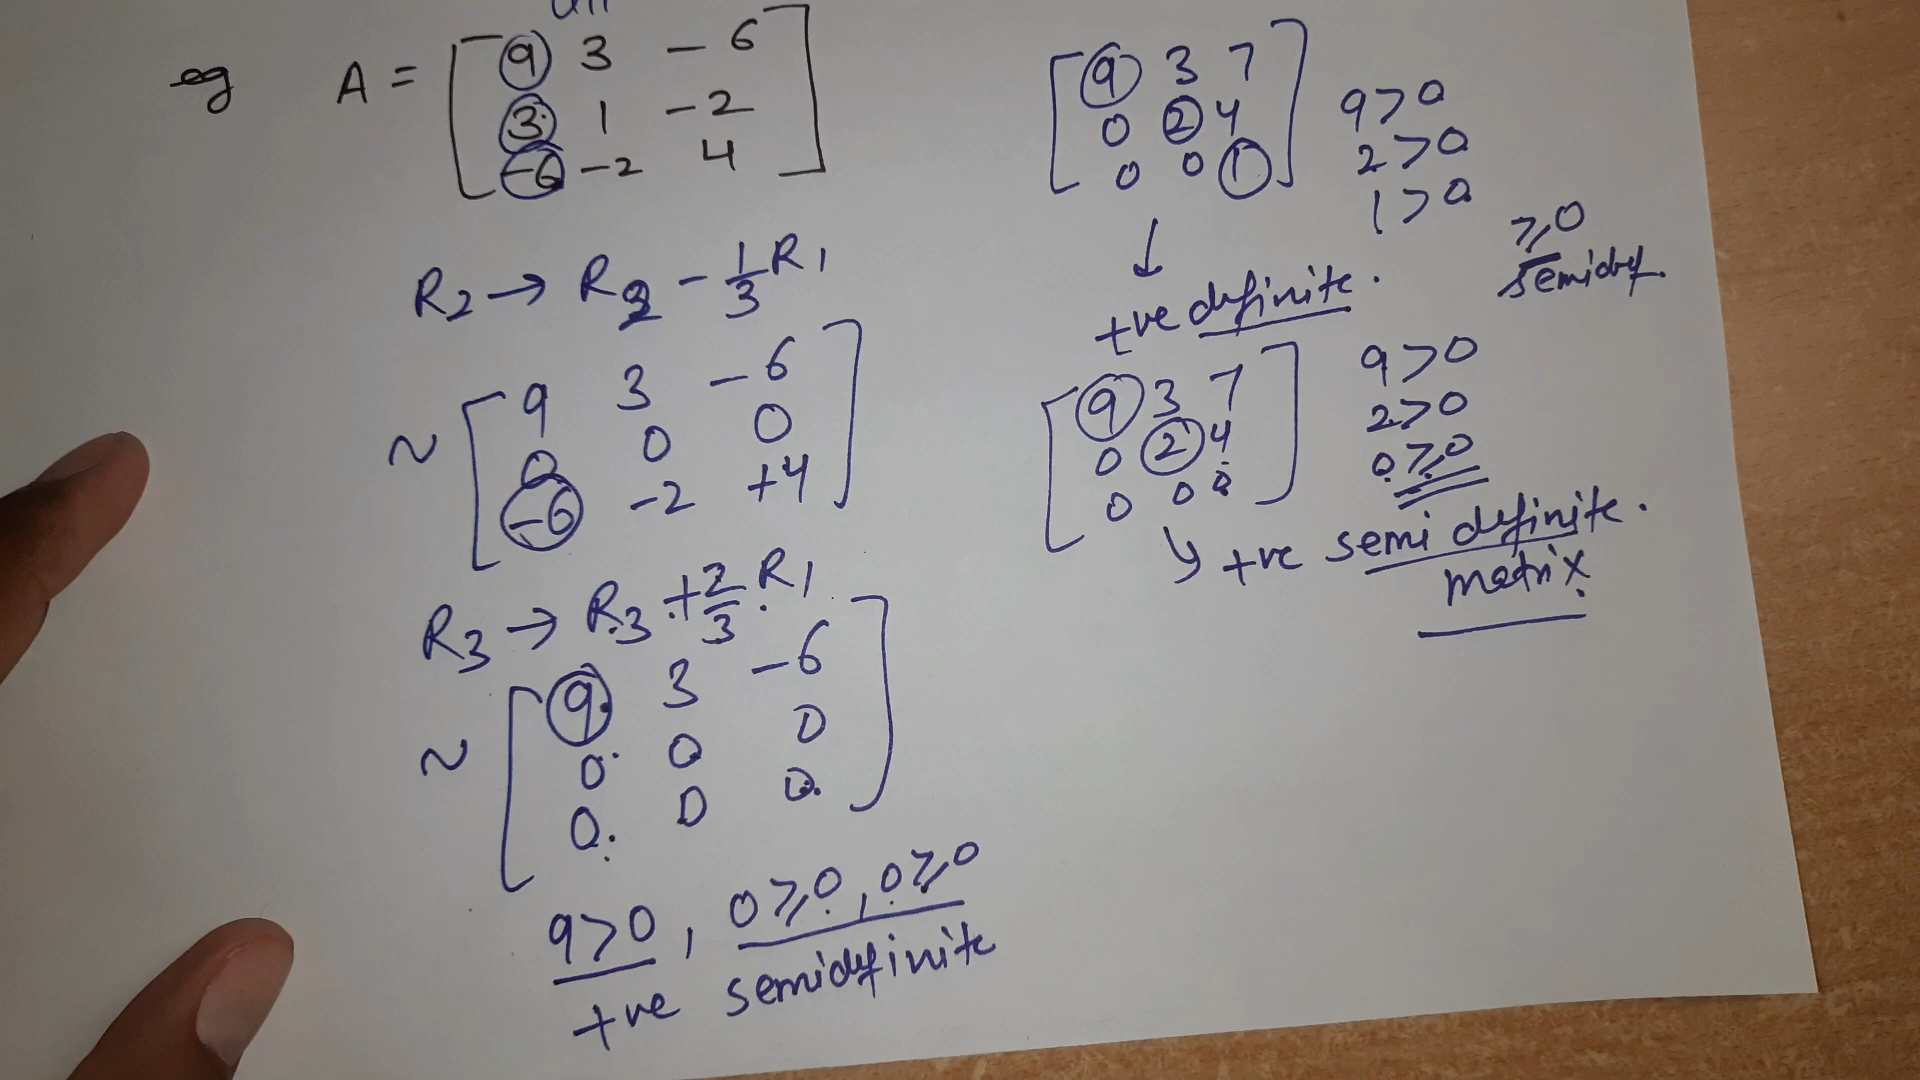 eg A = [ 9 3 -6
3 1 -2
-6 -2 4 ]
R2 → R2 - 1/3 R1
~ [ 9 3 -6
0 0 0
-6 -2 +4 ]
R3 → R3 + 2/3 R1
~ [ 9 3 -6
0 0 0
0 0 0 ]
9>0, 0≥0, 0≥0
+ve semidefinite
[ 9 3 7
0 2 4
0 0 1 ]
9>0
2>0
1>0
≥0
semidef.
↓
+ve definite.
[ 9 3 7
0 2 4
0 0 0 ]
9>0
2>0
0≥0
↳ +ve semi definite.
matrix